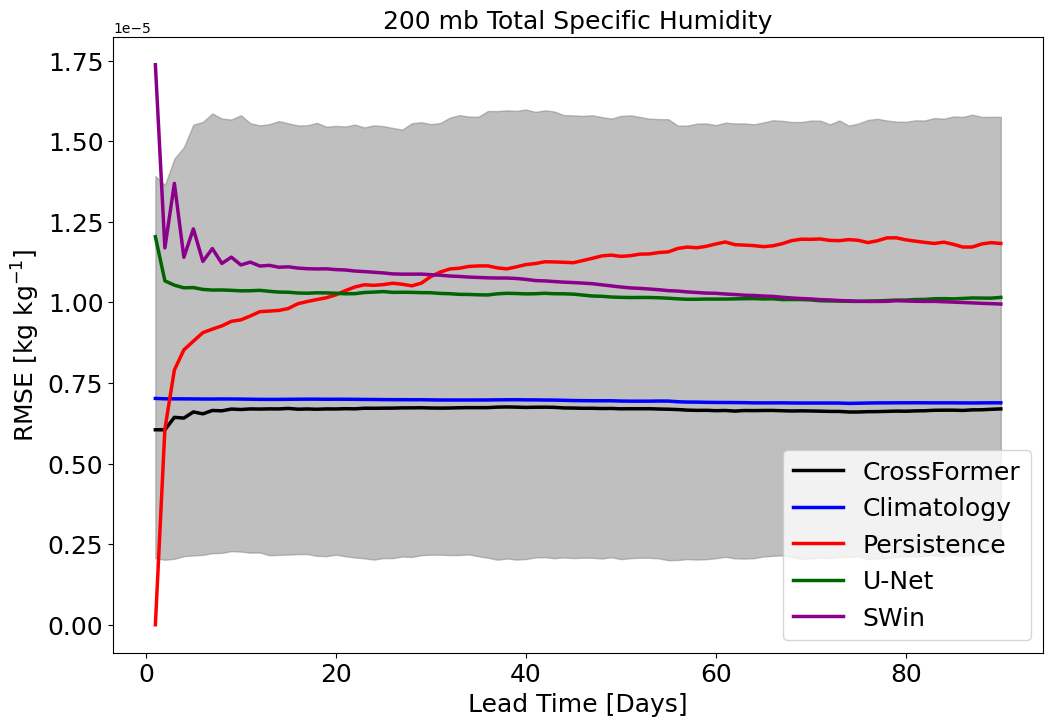 200 mb Total Specific Humidity
1e−5
1.75
1.50
1.25
1.00
0.75
0.50
0.25
0.00
RMSE [kg kg⁻¹]
0 20 40 60 80
Lead Time [Days]
CrossFormer
Climatology
Persistence
U-Net
SWin